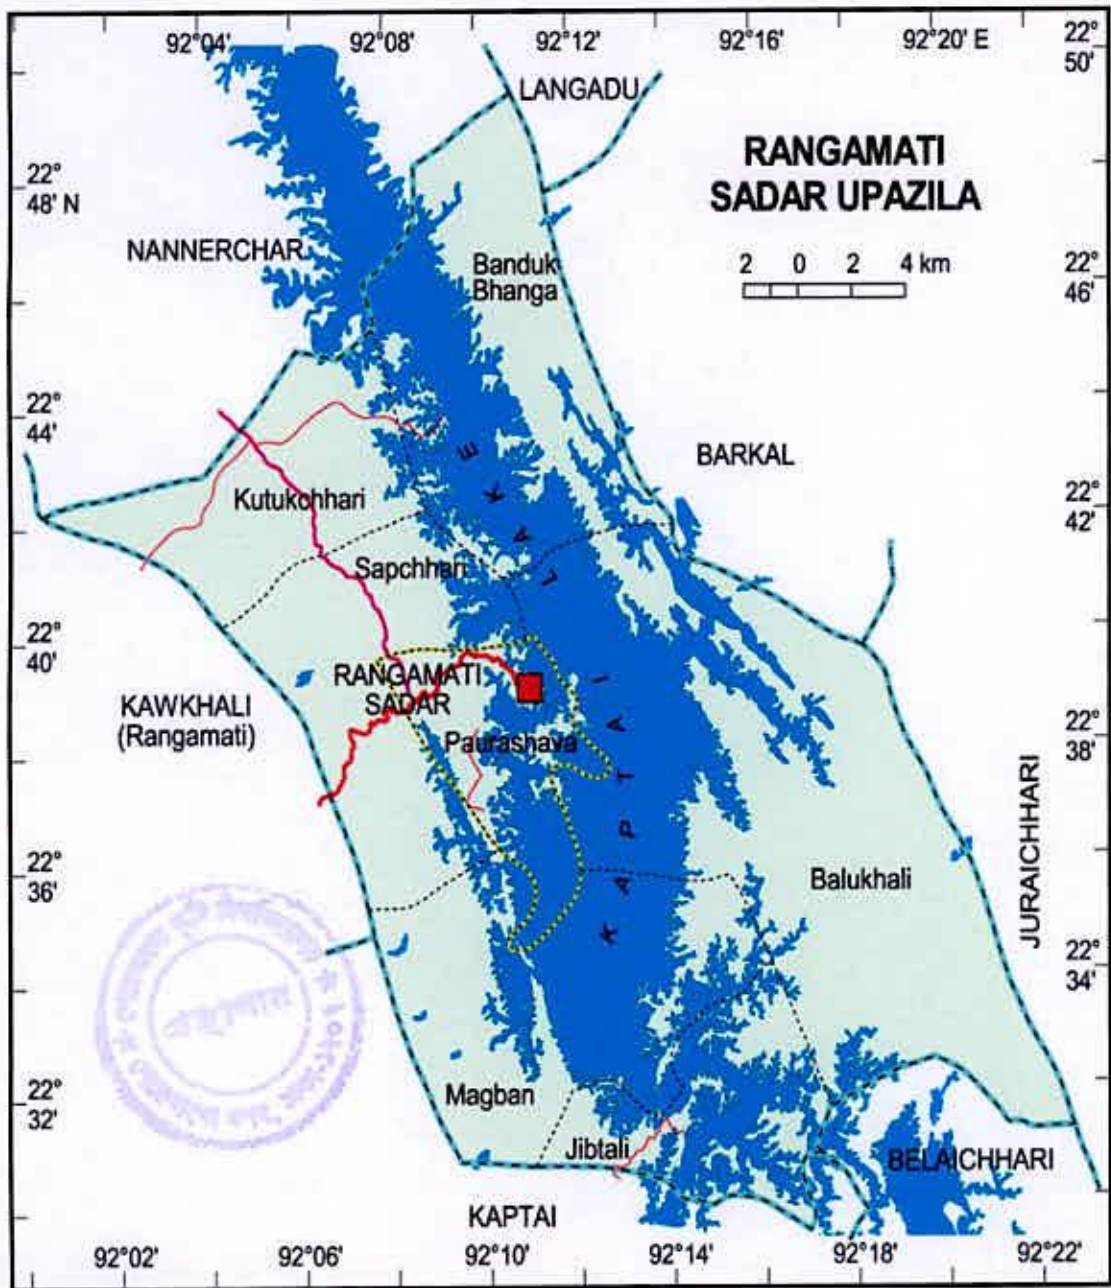 92°04'
92°08'
92°12'
92°16'
92°20' E
22°
50'
LANGADU
RANGAMATI
SADAR UPAZILA
22°
48' N
NANNERCHAR
Banduk
Bhanga
2 0 2 4 km
22°
46'
22°
44'
BARKAL
Kutukchhari
22°
42'
Sapchhari
KAPTAI LAKE
22°
40'
RANGAMATI
SADAR
KAWKHALI
(Rangamati)
Paurashava
22°
38'
JURAICHHARI
22°
36'
Balukhali
22°
34'
22°
32'
Magban
Jibtali
BELAICHHARI
KAPTAI
92°02'
92°06'
92°10'
92°14'
92°18'
92°22'